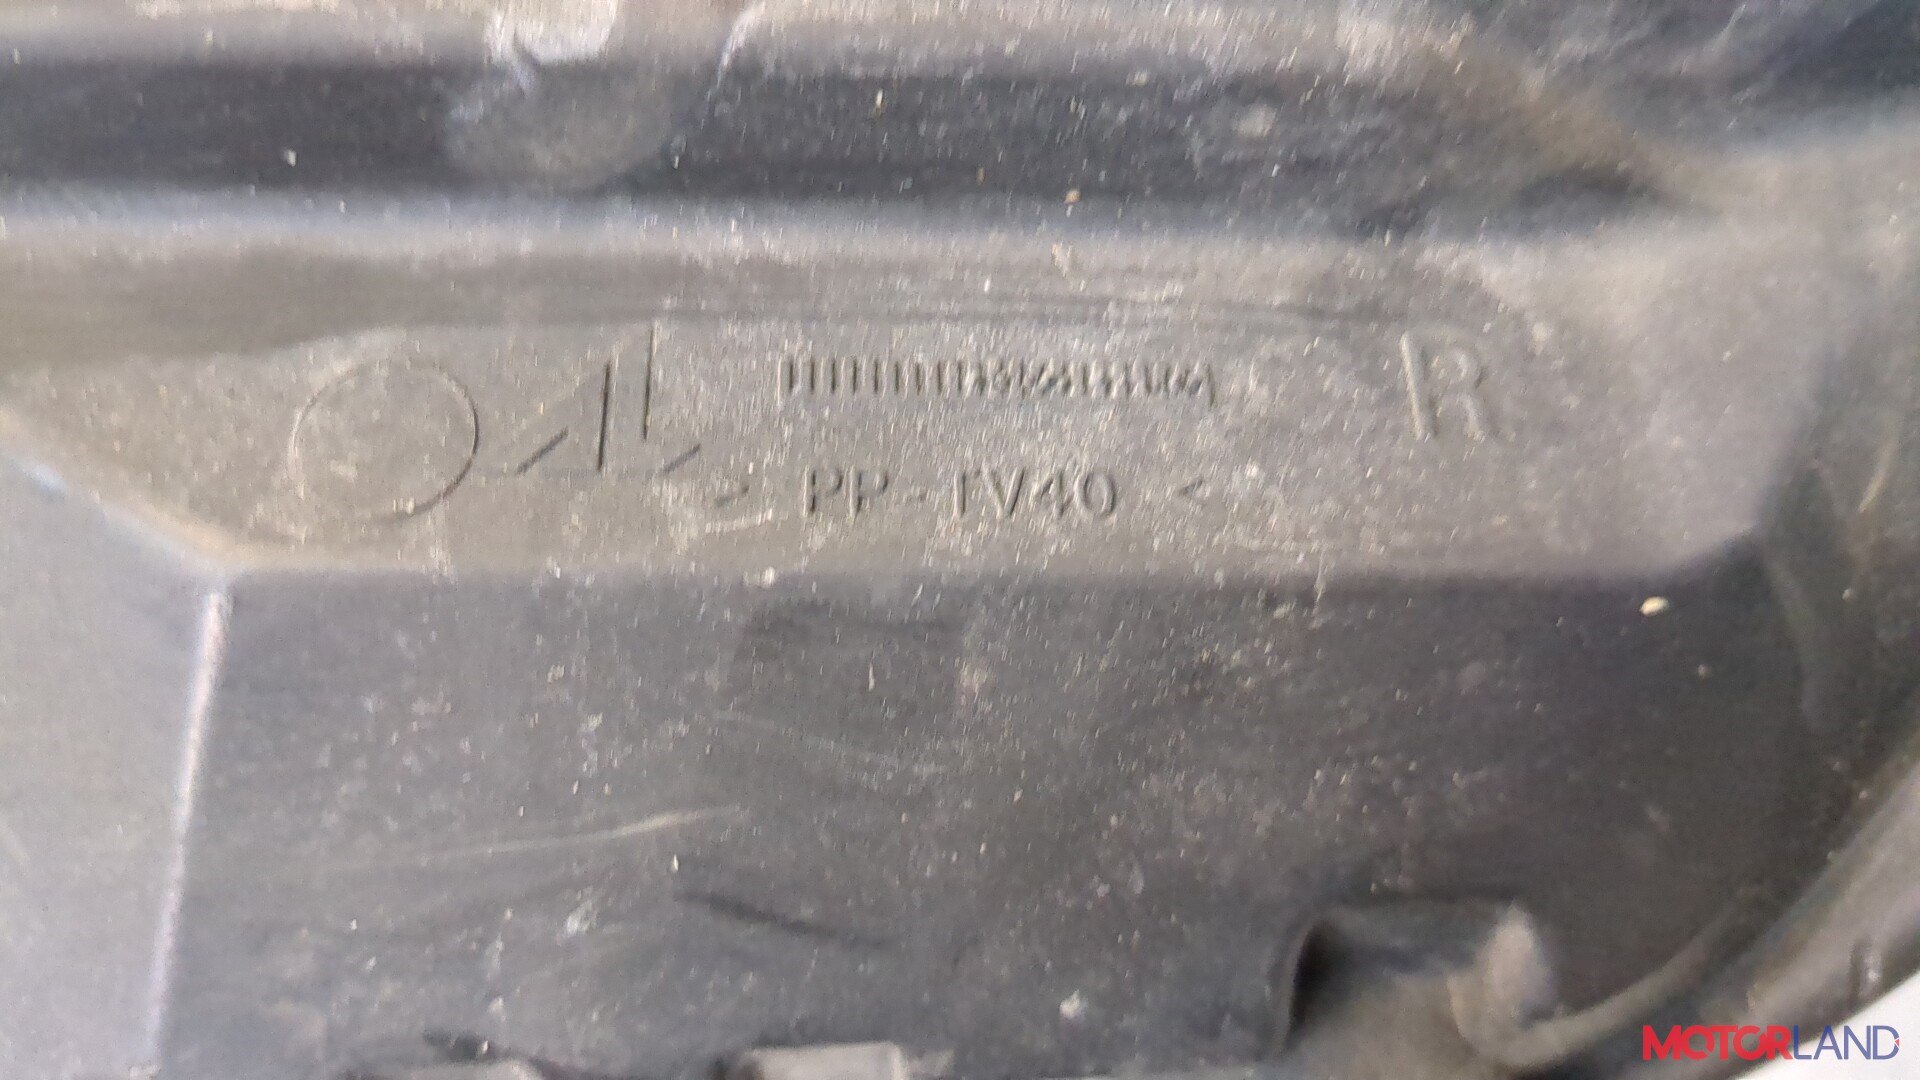 R
> PP - TV40 <
MOTORLAND